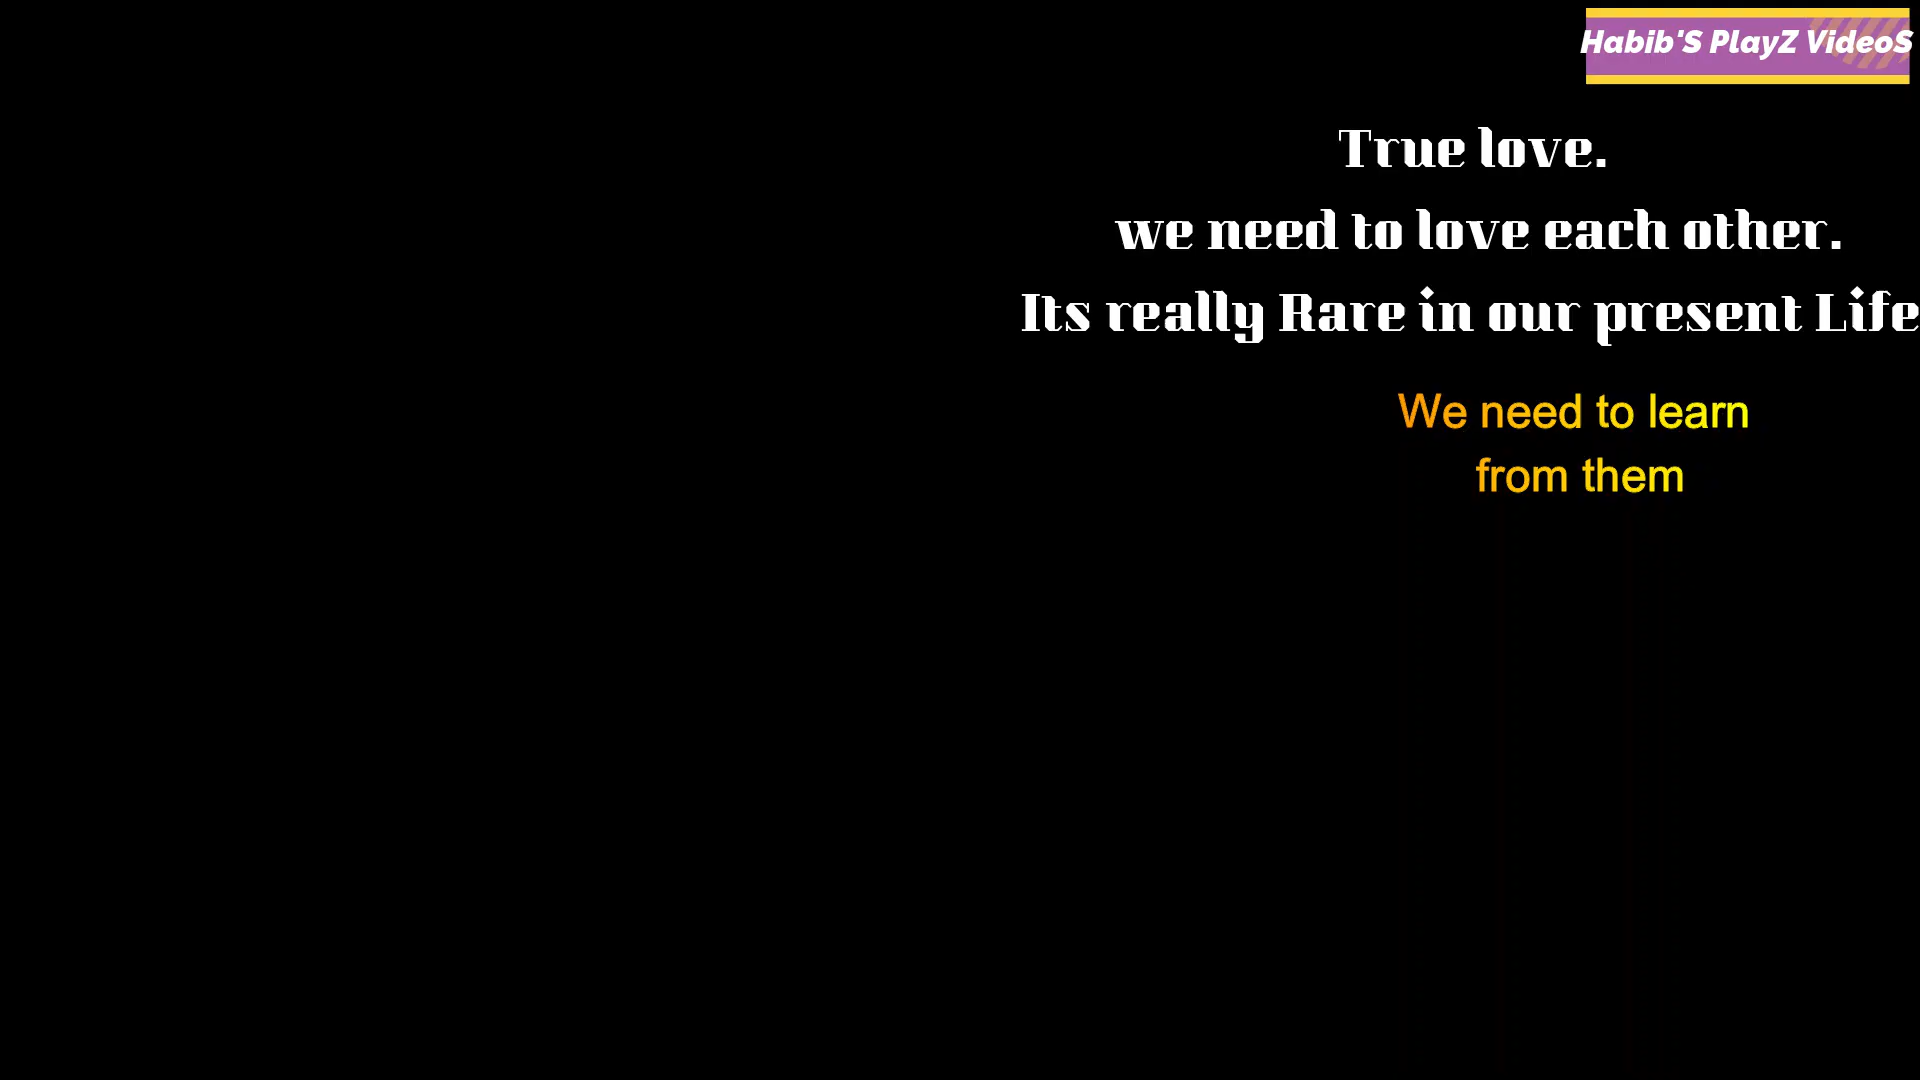 Habib'S PlayZ VideoS
True love.
we need to love each other.
Its really Rare in our present Life
We need to learn
from them